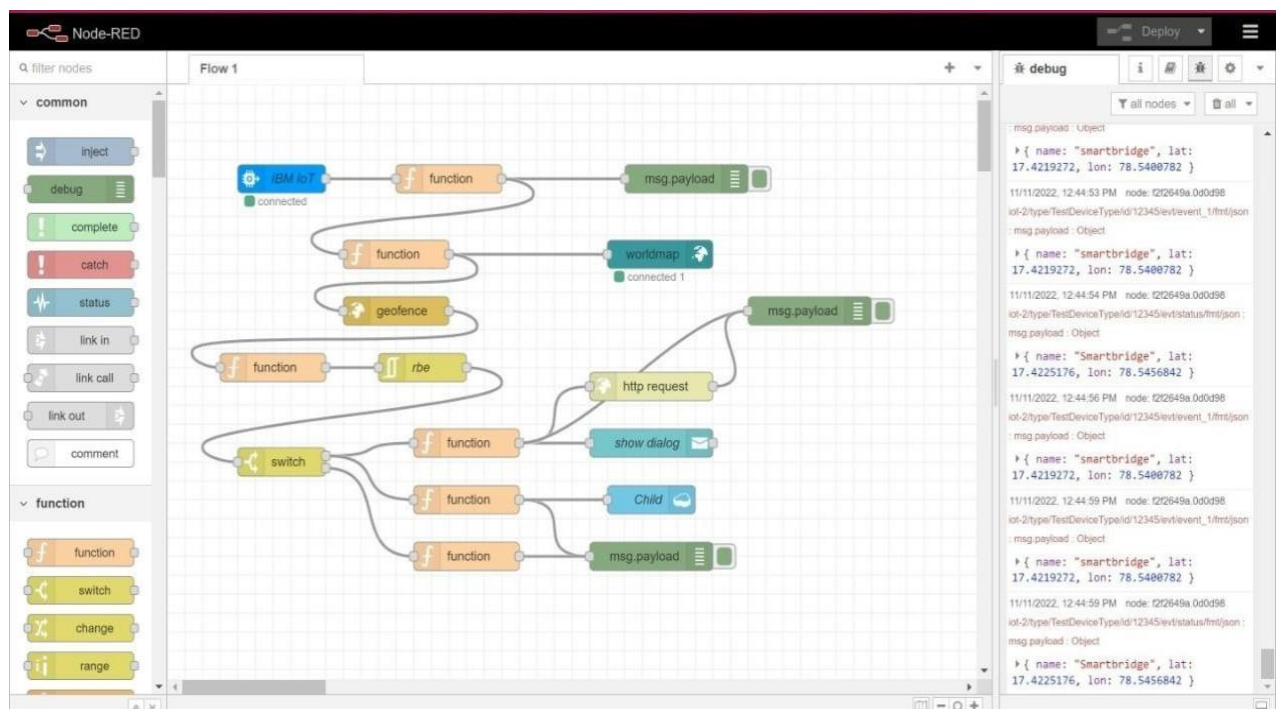 Node-RED
Deploy
filter nodes
Flow 1
debug
i
all nodes
all
common
inject
debug
complete
catch
status
link in
link call
link out
comment
function
function
switch
change
range
IBM IoT
connected
function
msg.payload
function
worldmap
connected 1
geofence
msg.payload
function
rbe
http request
function
show dialog
switch
function
Child
function
msg.payload
: msg.payload : Object
{ name: "smartbridge", lat:
17.4219272, lon: 78.5400782 }
11/11/2022, 12:44:53 PM node: f2f2649a.0d0d98
iot-2/type/TestDeviceType/id/12345/evt/event_1/fmt/json
: msg.payload : Object
{ name: "smartbridge", lat:
17.4219272, lon: 78.5400782 }
11/11/2022, 12:44:54 PM node: f2f2649a.0d0d98
iot-2/type/TestDeviceType/id/12345/evt/status/fmt/json :
msg.payload : Object
{ name: "Smartbridge", lat:
17.4225176, lon: 78.5456842 }
11/11/2022, 12:44:56 PM node: f2f2649a.0d0d98
iot-2/type/TestDeviceType/id/12345/evt/event_1/fmt/json
: msg.payload : Object
{ name: "smartbridge", lat:
17.4219272, lon: 78.5400782 }
11/11/2022, 12:44:59 PM node: f2f2649a.0d0d98
iot-2/type/TestDeviceType/id/12345/evt/event_1/fmt/json
: msg.payload : Object
{ name: "smartbridge", lat:
17.4219272, lon: 78.5400782 }
11/11/2022, 12:44:59 PM node: f2f2649a.0d0d98
iot-2/type/TestDeviceType/id/12345/evt/status/fmt/json :
msg.payload : Object
{ name: "Smartbridge", lat:
17.4225176, lon: 78.5456842 }